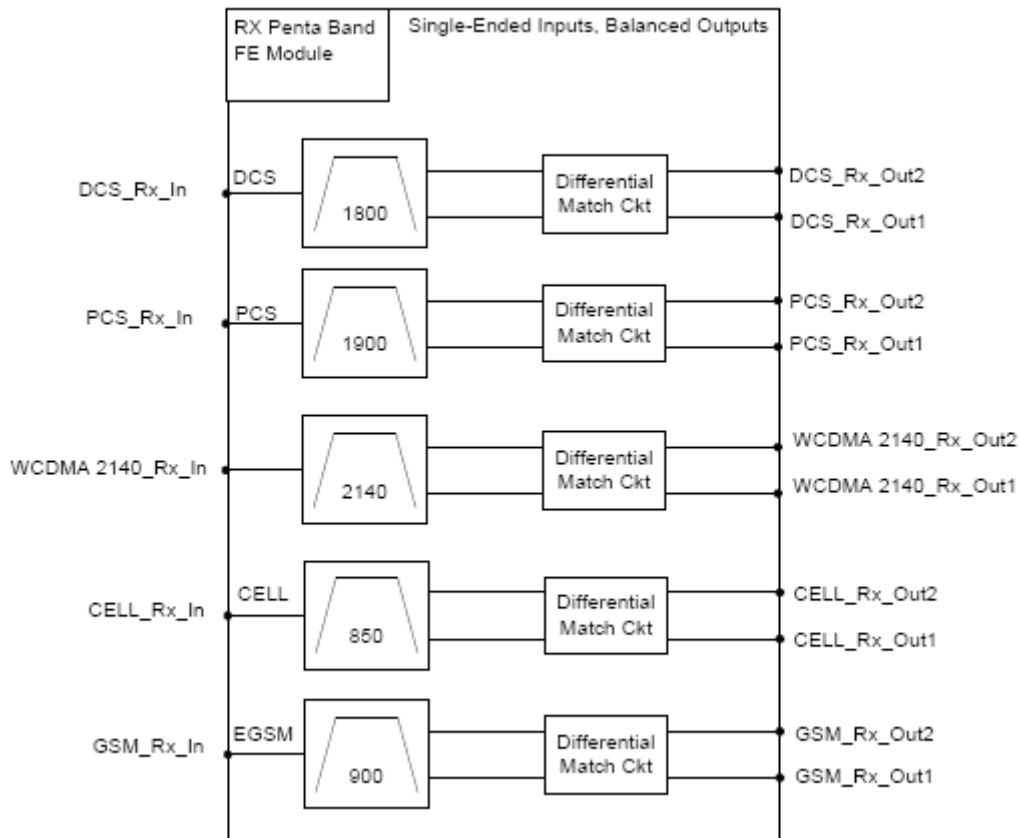 RX Penta Band
FE Module
Single-Ended Inputs, Balanced Outputs
DCS_Rx_In
DCS
1800
Differential
Match Ckt
DCS_Rx_Out2
DCS_Rx_Out1
PCS_Rx_In
PCS
1900
Differential
Match Ckt
PCS_Rx_Out2
PCS_Rx_Out1
WCDMA 2140_Rx_In
2140
Differential
Match Ckt
WCDMA 2140_Rx_Out2
WCDMA 2140_Rx_Out1
CELL_Rx_In
CELL
850
Differential
Match Ckt
CELL_Rx_Out2
CELL_Rx_Out1
GSM_Rx_In
EGSM
900
Differential
Match Ckt
GSM_Rx_Out2
GSM_Rx_Out1